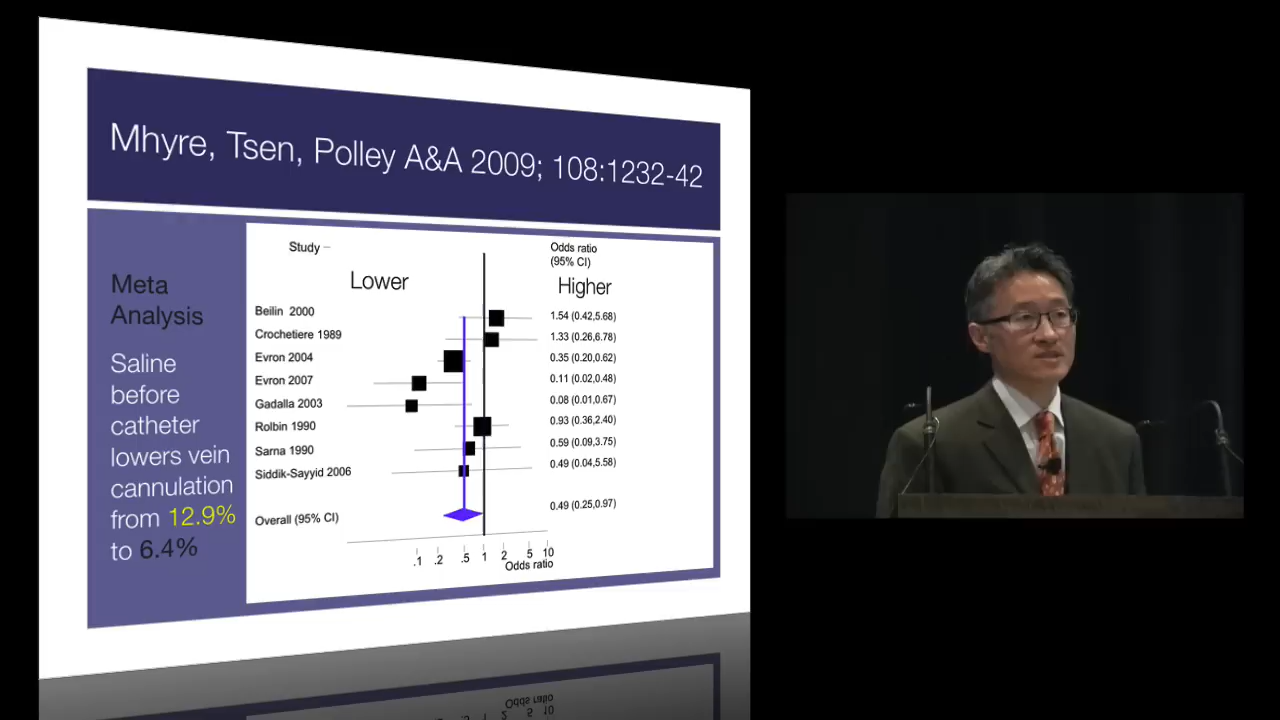 Mhyre, Tsen, Polley A&A 2009; 108:1232-42
Meta
Analysis
Saline
before
catheter
lowers vein
cannulation
from 12.9%
to 6.4%
Study
Odds ratio
(95% CI)
Lower
Higher
Beilin 2000 1.54 (0.42,5.68)
Crochetiere 1989 1.33 (0.26,6.78)
Evron 2004 0.35 (0.20,0.62)
Evron 2007 0.11 (0.02,0.48)
Gadalla 2003 0.08 (0.01,0.67)
Rolbin 1990 0.93 (0.36,2.40)
Sarna 1990 0.59 (0.09,3.75)
Siddik-Sayyid 2006 0.49 (0.04,5.58)
Overall (95% CI) 0.49 (0.25,0.97)
.1 .2 .5 1 2 5 10
Odds ratio